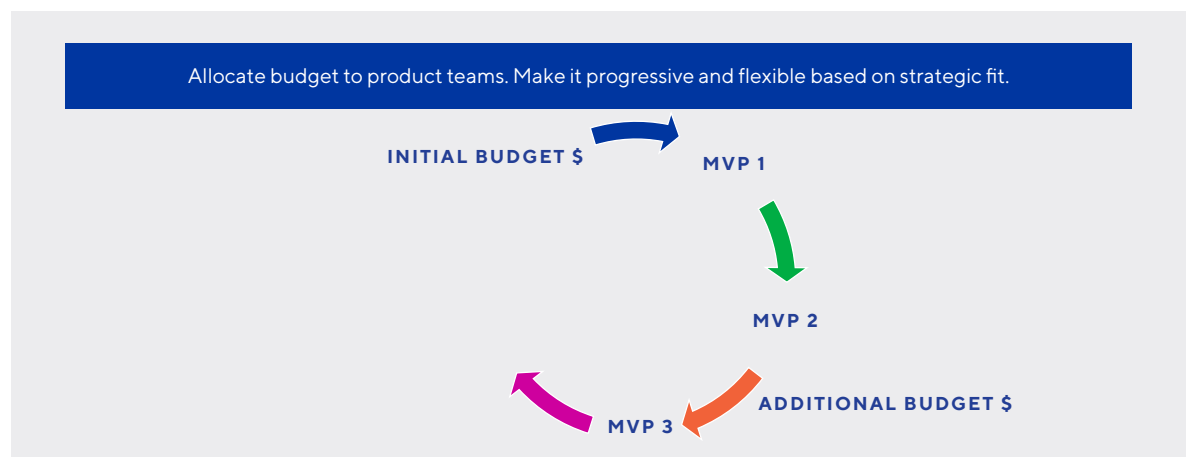 Allocate budget to product teams. Make it progressive and flexible based on strategic fit.
INITIAL BUDGET $
MVP 1
MVP 2
ADDITIONAL BUDGET $
MVP 3